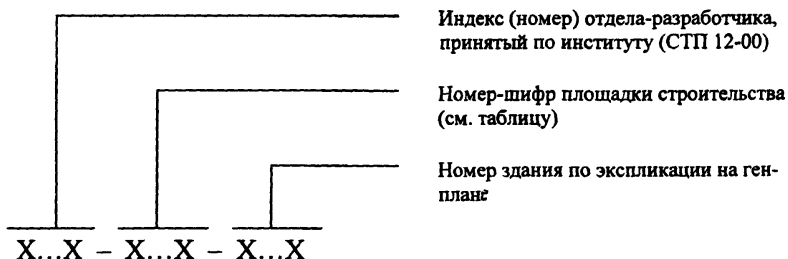 Индекс (номер) отдела-разработчика,
принятый по институту (СТП 12-00)
Номер-шифр площадки строительства
(см. таблицу)
Номер здания по экспликации на ген-
плане
Х...Х – Х...Х – Х...Х